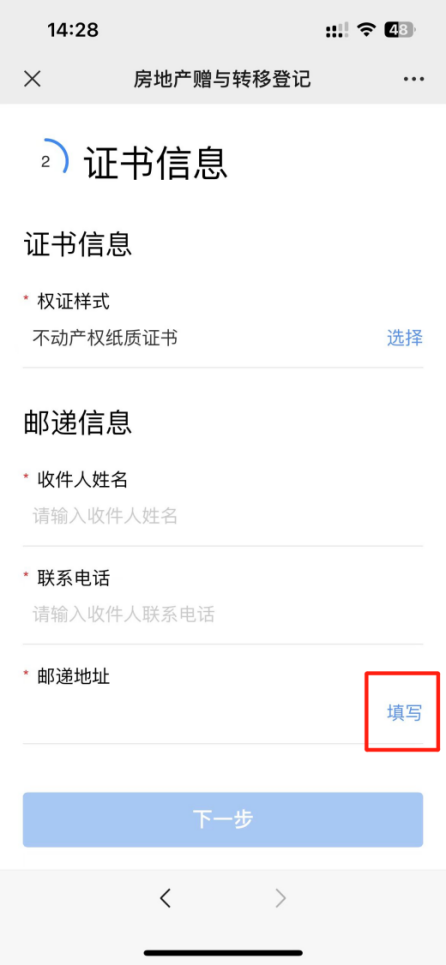 14:28
48
房地产赠与转移登记
2
证书信息
证书信息
* 权证样式
不动产权纸质证书
选择
邮递信息
* 收件人姓名
请输入收件人姓名
* 联系电话
请输入收件人联系电话
* 邮递地址
填写
下一步